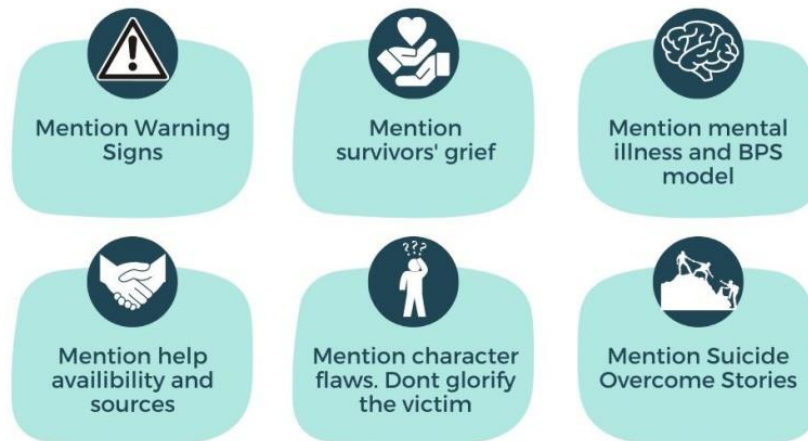 Mention Warning
Signs
Mention
survivors' grief
Mention mental
illness and BPS
model
???
Mention help
availibility and
sources
Mention character
flaws. Dont glorify
the victim
Mention Suicide
Overcome Stories